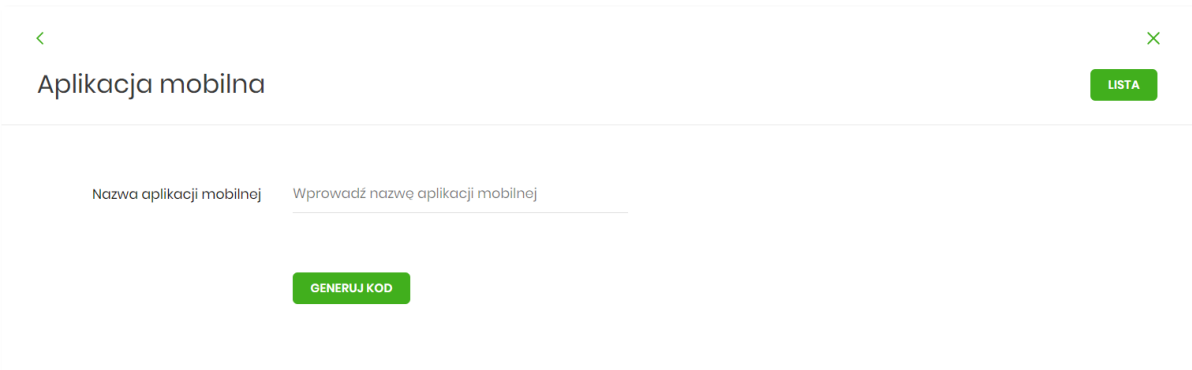 Aplikacja mobilna
LISTA
Nazwa aplikacji mobilnej
Wprowadź nazwę aplikacji mobilnej
GENERUJ KOD